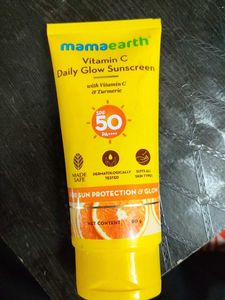 mamaearth
Vitamin C
Daily Glow Sunscreen
with Vitamin C
& Turmeric
SPF
50
PA++++
MADE
SAFE
DERMATOLOGICALLY
TESTED
SUITS ALL
SKIN TYPES
SUN PROTECTION & GLOW
NET CONTENT: